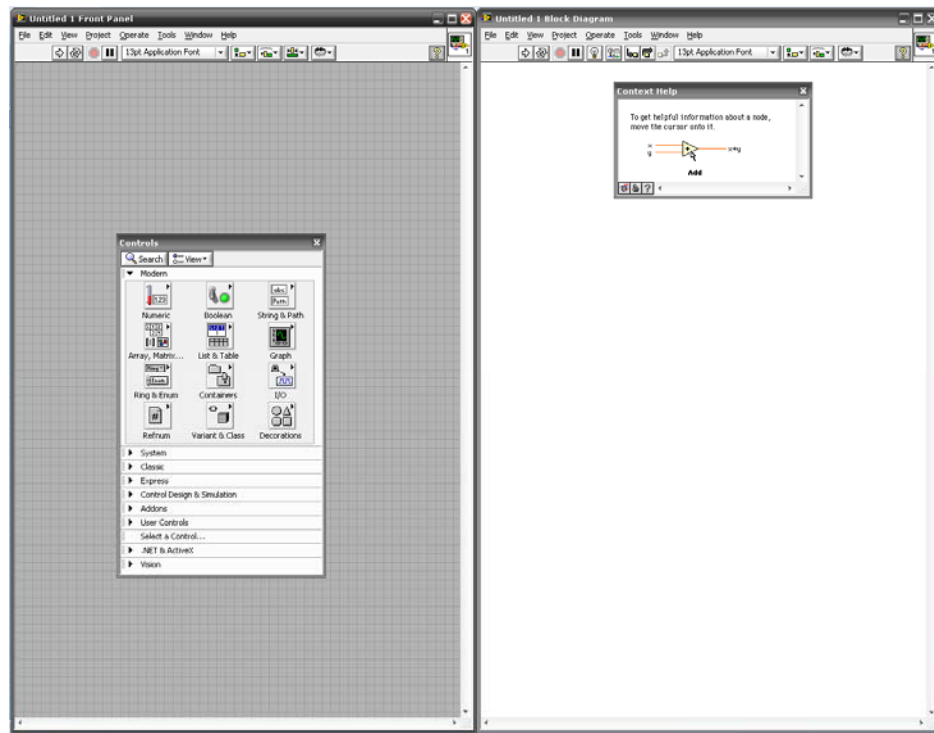 Untitled 1 Front Panel
File Edit View Project Operate Tools Window Help
13pt Application Font
1
Controls
Search View
Modern
Numeric Boolean String & Path
Array, Matrix... List & Table Graph
Ring & Enum Containers I/O
Refnum Variant & Class Decorations
System
Classic
Express
Control Design & Simulation
Addons
User Controls
Select a Control...
.NET & ActiveX
Vision
Untitled 1 Block Diagram
File Edit View Project Operate Tools Window Help
13pt Application Font
1
Context Help
To get helpful information about a node,
move the cursor onto it.
x
y
x+y
Add